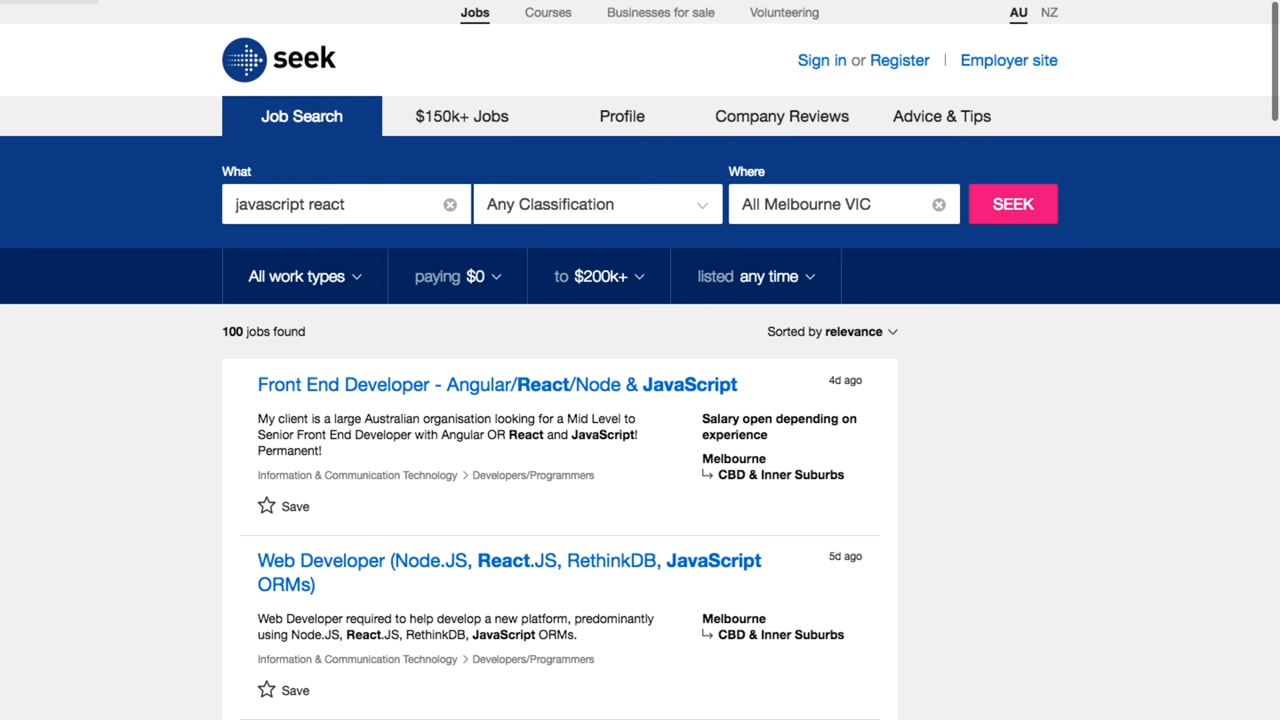 Jobs Courses Businesses for sale Volunteering AU NZ
seek
Sign in or Register | Employer site
Job Search $150k+ Jobs Profile Company Reviews Advice & Tips
What Where
javascript react Any Classification All Melbourne VIC SEEK
All work types paying $0 to $200k+ listed any time
100 jobs found Sorted by relevance
Front End Developer - Angular/React/Node & JavaScript 4d ago
My client is a large Australian organisation looking for a Mid Level to
Senior Front End Developer with Angular OR React and JavaScript!
Permanent!
Salary open depending on
experience
Melbourne
CBD & Inner Suburbs
Information & Communication Technology > Developers/Programmers
Save
Web Developer (Node.JS, React.JS, RethinkDB, JavaScript
ORMs)
5d ago
Web Developer required to help develop a new platform, predominantly
using Node.JS, React.JS, RethinkDB, JavaScript ORMs.
Melbourne
CBD & Inner Suburbs
Information & Communication Technology > Developers/Programmers
Save